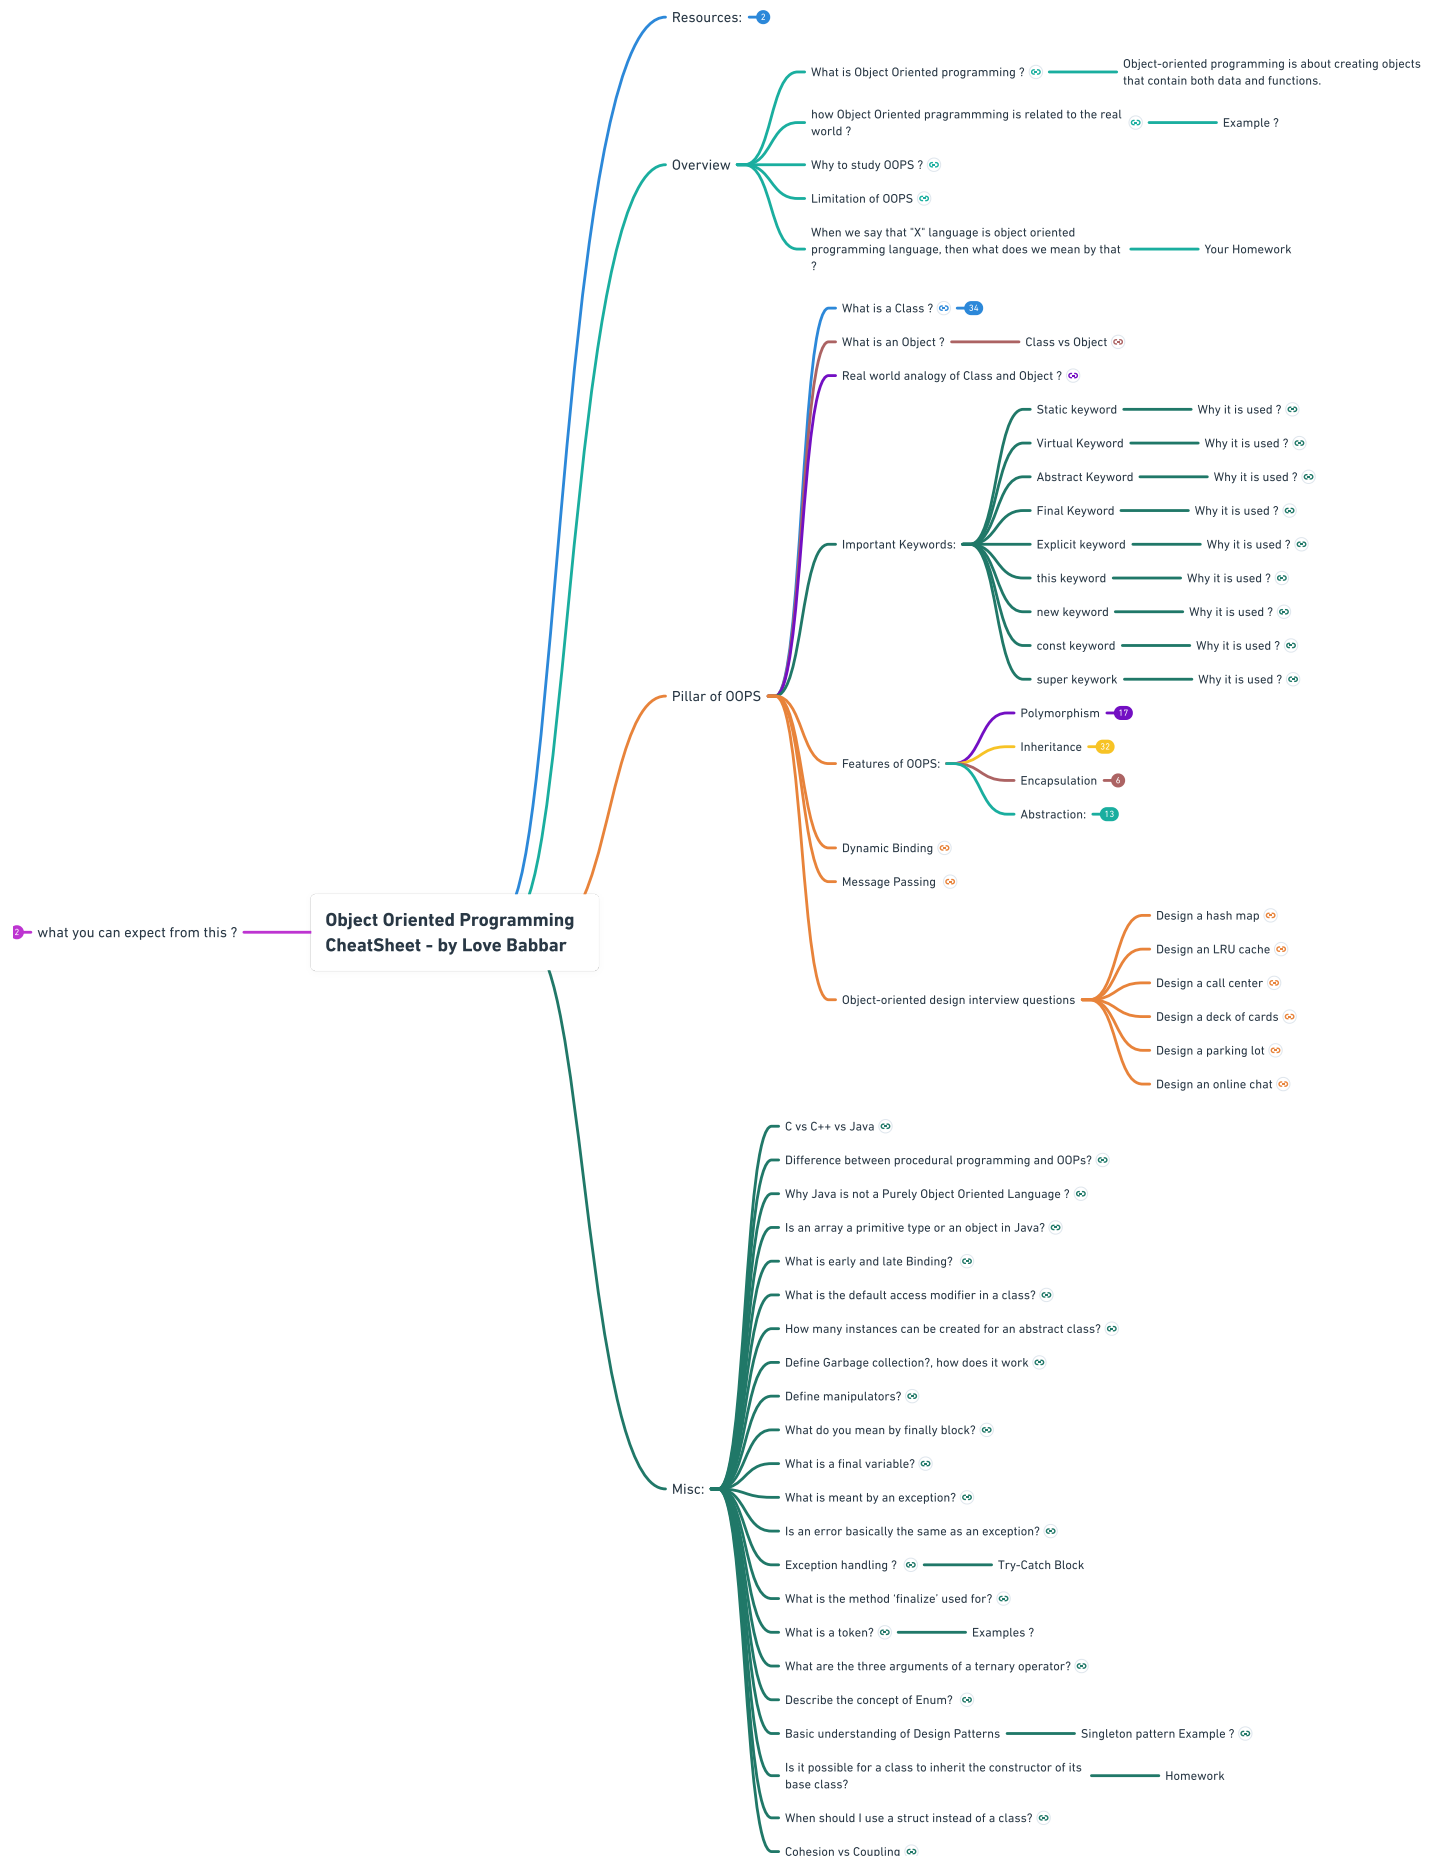 Resources:
2
What is Object Oriented programming ?
Object-oriented programming is about creating objects
that contain both data and functions.
how Object Oriented pragrammming is related to the real
world ?
Example ?
Overview
Why to study OOPS ?
Limitation of OOPS
When we say that "X" language is object oriented
programming language, then what does we mean by that
?
Your Homework
What is a Class ?
34
What is an Object ?
Class vs Object
Real world analogy of Class and Object ?
Static keyword
Why it is used ?
Virtual Keyword
Why it is used ?
Abstract Keyword
Why it is used ?
Final Keyword
Why it is used ?
Important Keywords:
Explicit keyword
Why it is used ?
this keyword
Why it is used ?
new keyword
Why it is used ?
const keyword
Why it is used ?
super keywork
Why it is used ?
Pillar of OOPS
Polymorphism
17
Inheritance
32
Features of OOPS:
Encapsulation
6
Abstraction:
13
Dynamic Binding
Message Passing
2
what you can expect from this ?
Object Oriented Programming
CheatSheet - by Love Babbar
Design a hash map
Design an LRU cache
Design a call center
Object-oriented design interview questions
Design a deck of cards
Design a parking lot
Design an online chat
C vs C++ vs Java
Difference between procedural programming and OOPs?
Why Java is not a Purely Object Oriented Language ?
Is an array a primitive type or an object in Java?
What is early and late Binding?
What is the default access modifier in a class?
How many instances can be created for an abstract class?
Define Garbage collection?, how does it work
Define manipulators?
What do you mean by finally block?
What is a final variable?
Misc:
What is meant by an exception?
Is an error basically the same as an exception?
Exception handling ?
Try-Catch Block
What is the method ‘finalize’ used for?
What is a token?
Examples ?
What are the three arguments of a ternary operator?
Describe the concept of Enum?
Basic understanding of Design Patterns
Singleton pattern Example ?
Is it possible for a class to inherit the constructor of its
base class?
Homework
When should I use a struct instead of a class?
Cohesion vs Coupling